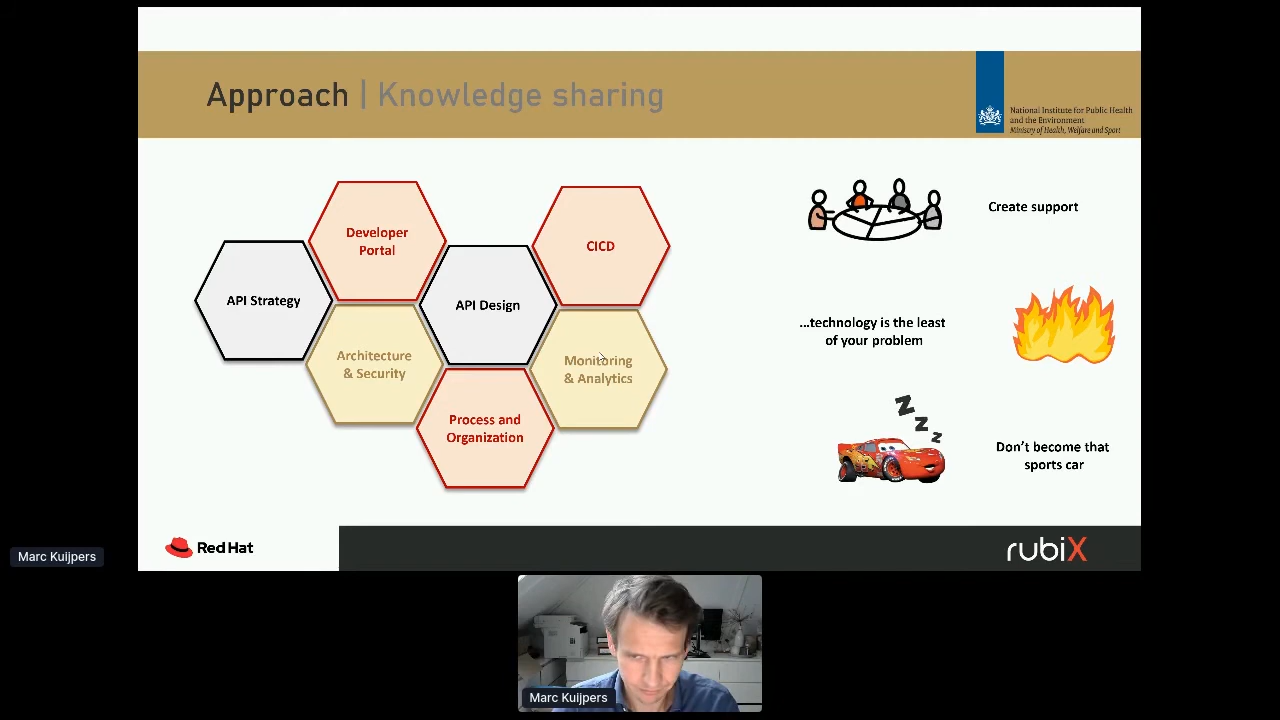 Approach | Knowledge sharing
National Institute for Public Health
and the Environment
Ministry of Health, Welfare and Sport
Developer
Portal
CICD
API Strategy
API Design
Architecture
& Security
Monitoring
& Analytics
Process and
Organization
Create support
...technology is the least
of your problem
Z
Z
Z
Don't become that
sports car
Red Hat
rubiX
Marc Kuijpers
Marc Kuijpers